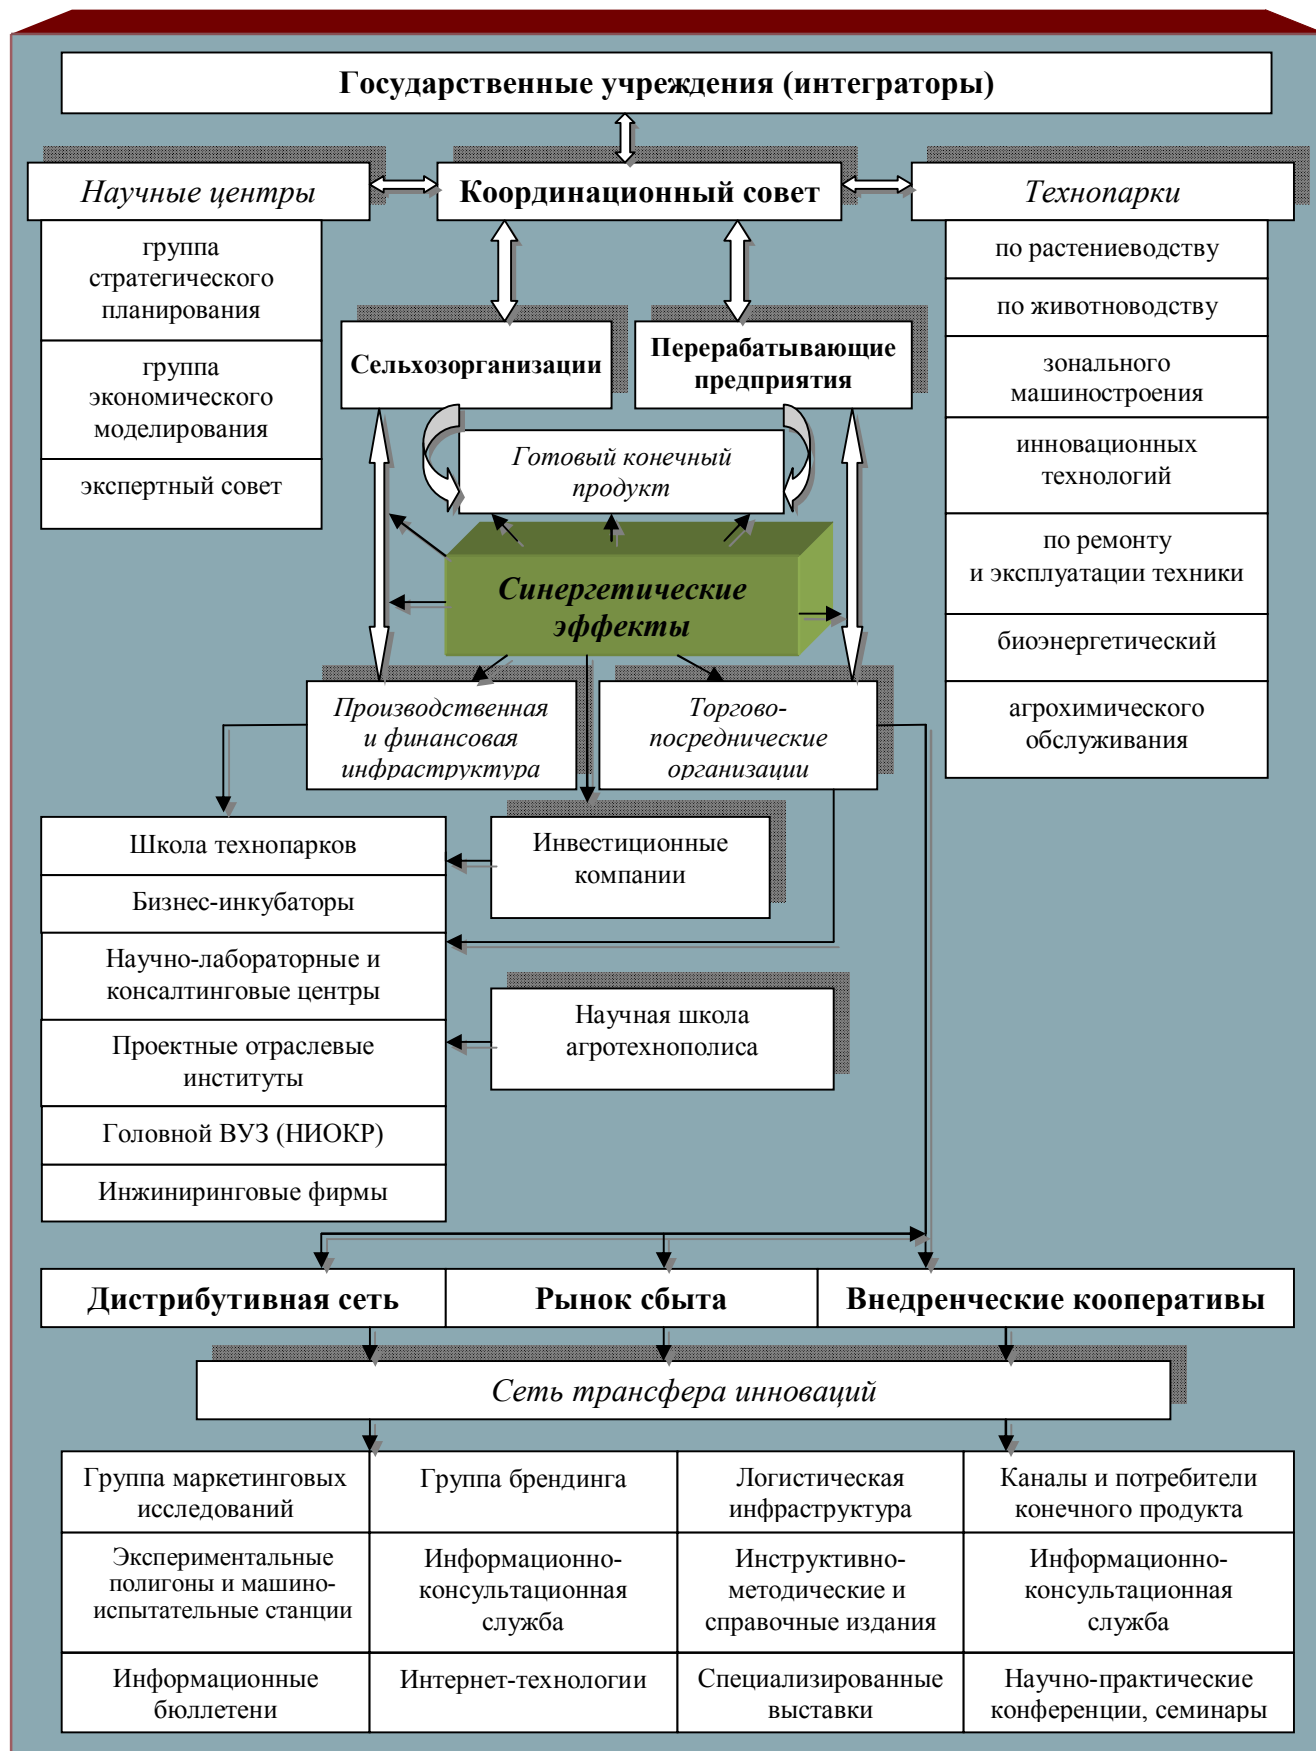 Государственные учреждения (интеграторы)
Научные центры
Координационный совет
Технопарки
группа
стратегического
планирования
группа
экономического
моделирования
экспертный совет
по растениеводству
по животноводству
зонального
машиностроения
инновационных
технологий
по ремонту
и эксплуатации техники
биоэнергетический
агрохимического
обслуживания
Сельхозорганизации
Перерабатывающие
предприятия
Готовый конечный
продукт
Синергетические
эффекты
Производственная
и финансовая
инфраструктура
Торгово-
посреднические
организации
Школа технопарков
Бизнес-инкубаторы
Научно-лабораторные и
консалтинговые центры
Проектные отраслевые
институты
Головной ВУЗ (НИОКР)
Инжиниринговые фирмы
Инвестиционные
компании
Научная школа
агротехнополиса
Дистрибутивная сеть
Рынок сбыта
Внедренческие кооперативы
Сеть трансфера инноваций
Группа маркетинговых
исследований
Группа брендинга
Логистическая
инфраструктура
Каналы и потребители
конечного продукта
Экспериментальные
полигоны и машино-
испытательные станции
Информационно-
консультационная
служба
Инструктивно-
методические и
справочные издания
Информационно-
консультационная
служба
Информационные
бюллетени
Интернет-технологии
Специализированные
выставки
Научно-практические
конференции, семинары